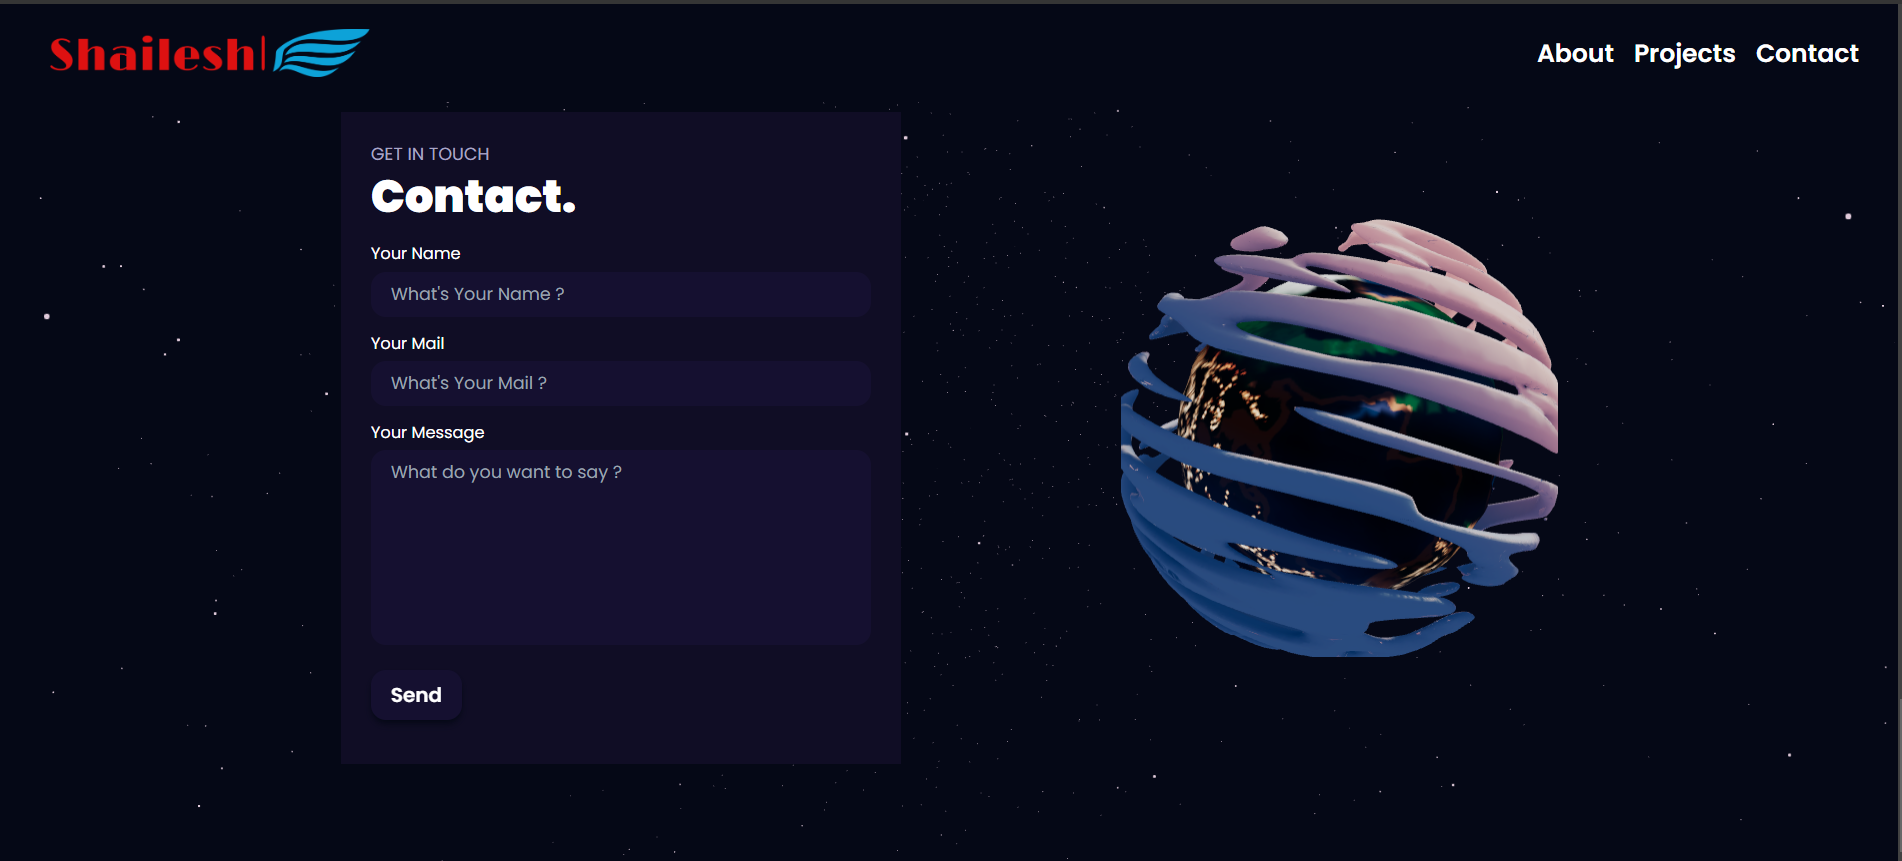 Shailesh
About Projects Contact
GET IN TOUCH
Contact.
Your Name
What's Your Name ?
Your Mail
What's Your Mail ?
Your Message
What do you want to say ?
Send